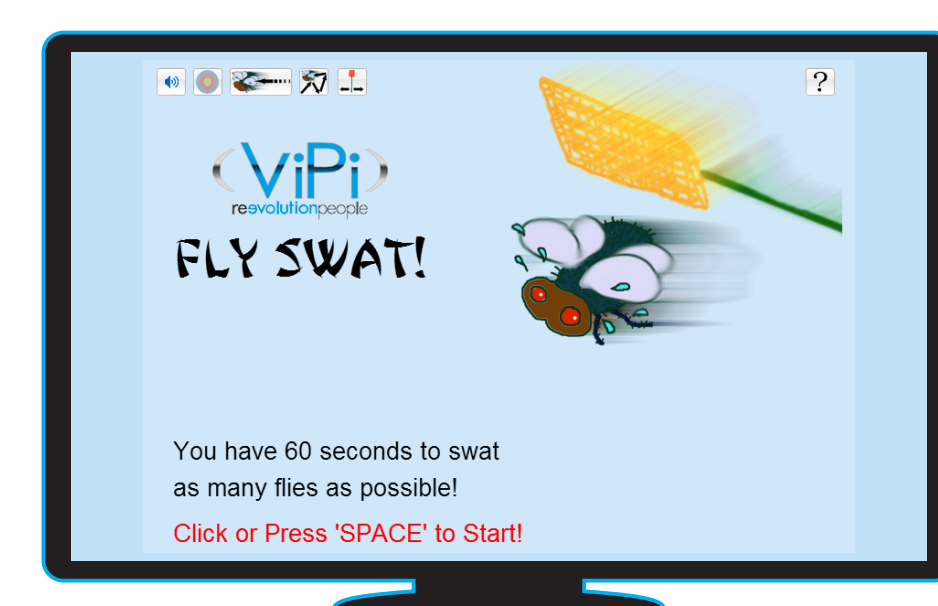 ?
(ViPi)
reevolutionpeople
FLY SWAT!
You have 60 seconds to swat
as many flies as possible!
Click or Press 'SPACE' to Start!